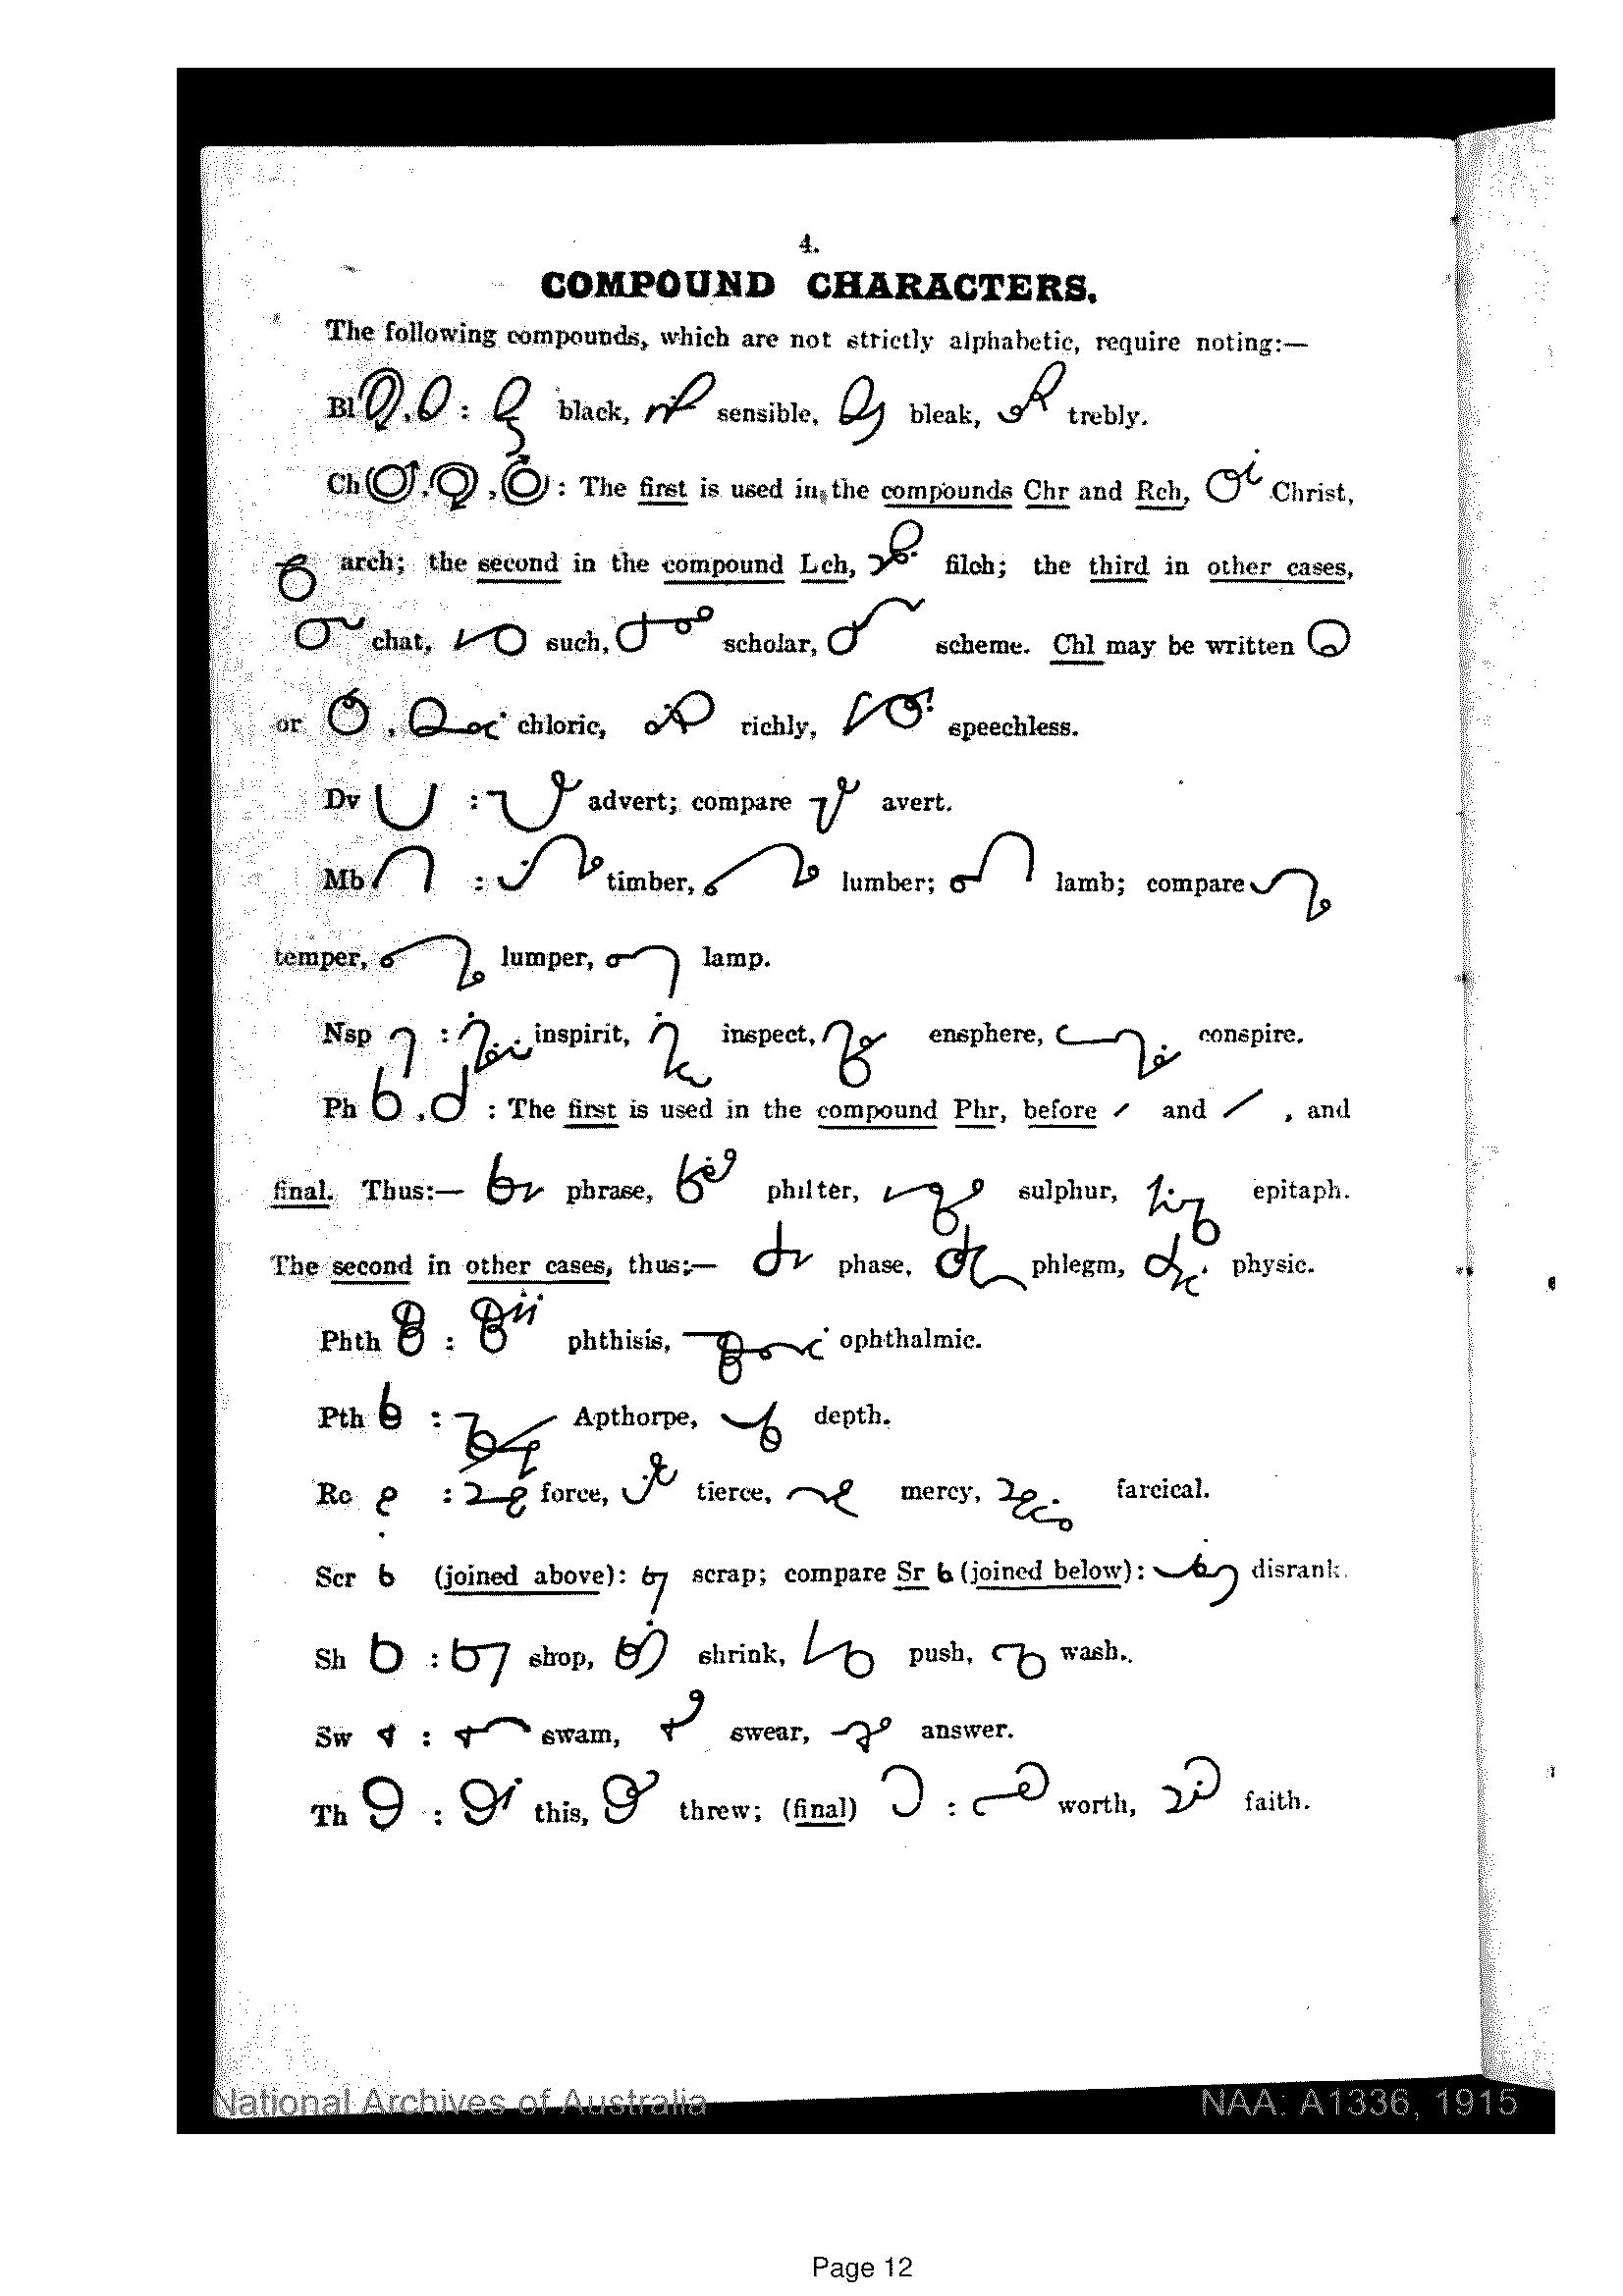 4.
COMPOUND CHARACTERS.
The following compounds, which are not strictly alphabetic, require noting:—
Bl , : black, sensible, bleak, trebly.
Ch , , : The first is used in the compounds Chr and Rch, Christ,
arch; the second in the compound Lch, filch; the third in other cases,
chat, such, scholar, scheme. Chl may be written
or , chloric, richly, speechless.
Dv : advert; compare avert.
Mb : timber, lumber; lamb; compare
temper, lumper, lamp.
Nsp : inspirit, inspect, ensphere, conspire.
Ph , : The first is used in the compound Phr, before and , and
final. Thus:— phrase, philter, sulphur, epitaph.
The second in other cases, thus:— phase, phlegm, physic.
Phth : phthisis, ophthalmic.
Pth : Apthorpe, depth.
Rc : force, tierce, mercy, farcical.
Scr (joined above): scrap; compare Sr (joined below): disrank.
Sh : shop, shrink, push, wash.
Sw : swam, swear, answer.
Th : this, threw; (final) : worth, faith.
National Archives of Australia NAA: A1336, 1915
Page 12